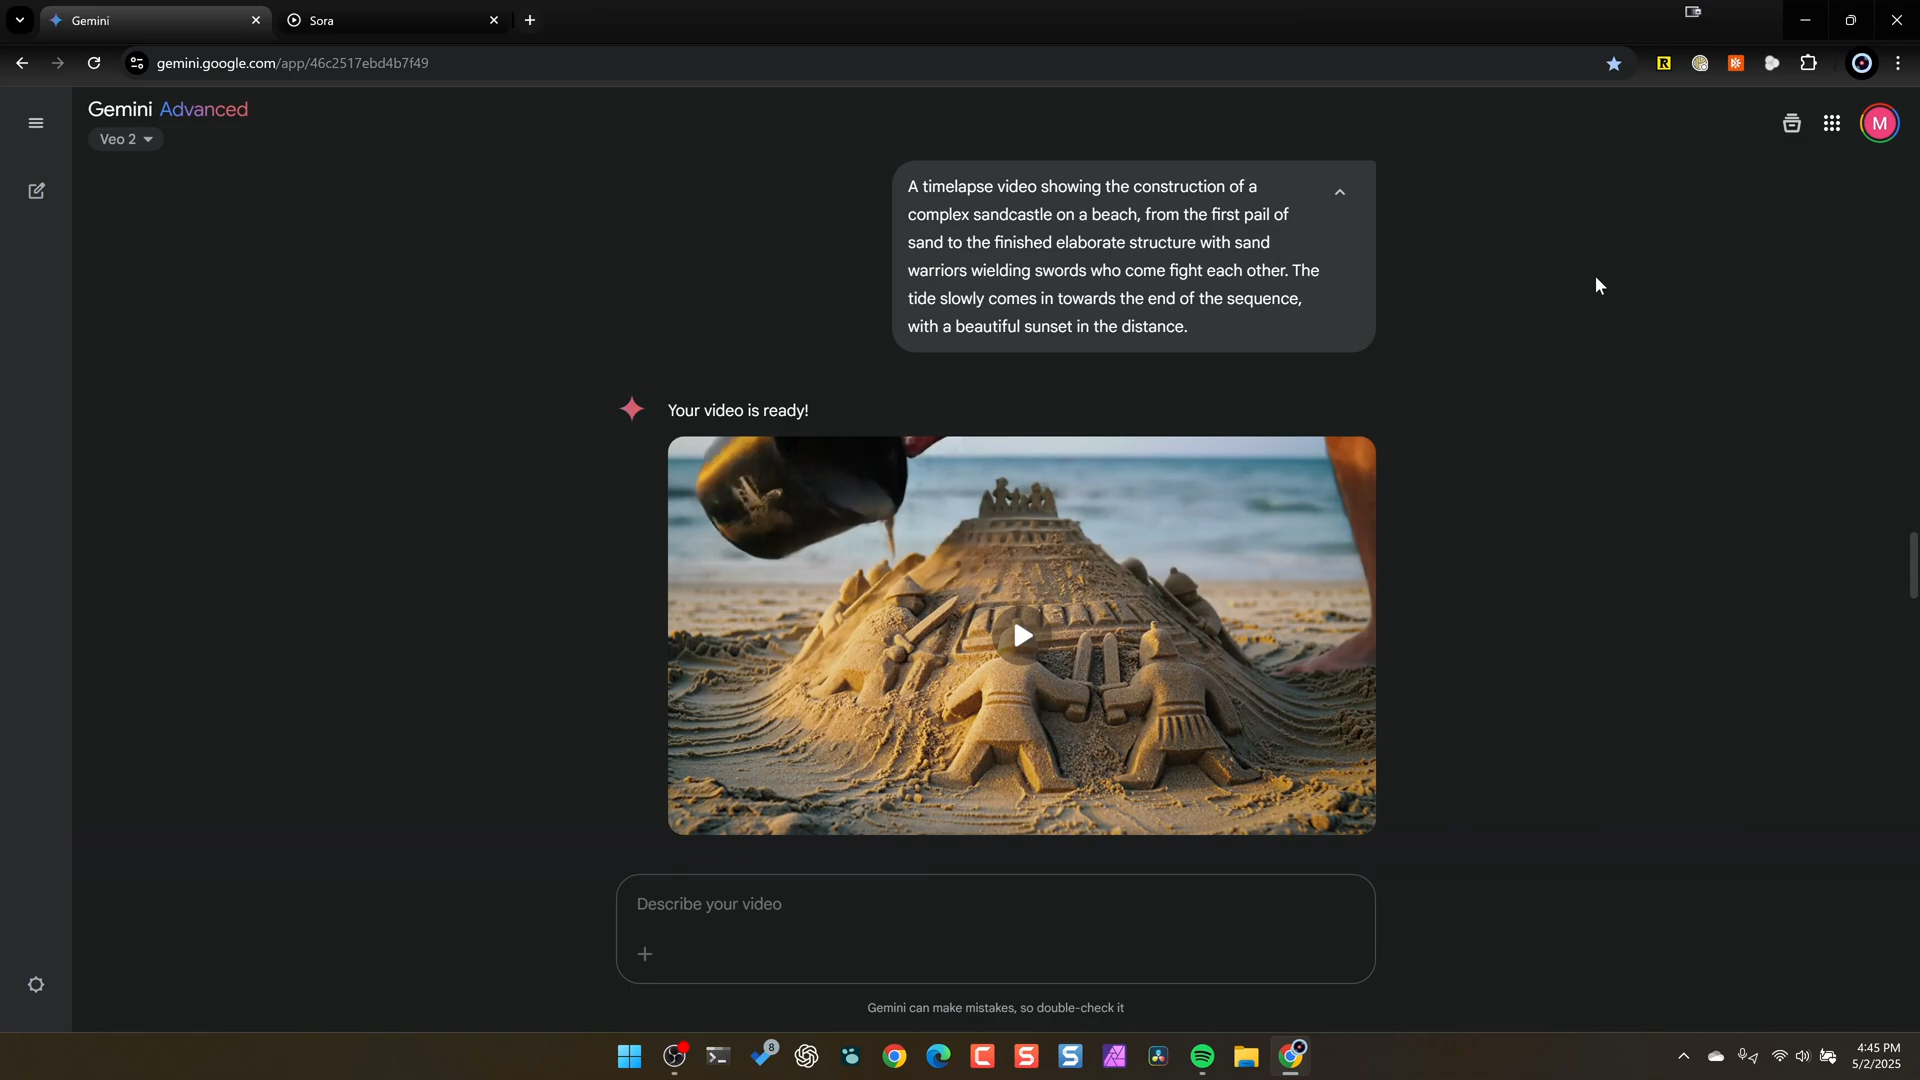 Gemini
Sora
gemini.google.com/app/46c2517ebd4b7f49
Gemini Advanced
Veo 2
M
A timelapse video showing the construction of a
complex sandcastle on a beach, from the first pail of
sand to the finished elaborate structure with sand
warriors wielding swords who come fight each other. The
tide slowly comes in towards the end of the sequence,
with a beautiful sunset in the distance.
Your video is ready!
Describe your video
Gemini can make mistakes, so double-check it
8
4:45 PM
5/2/2025